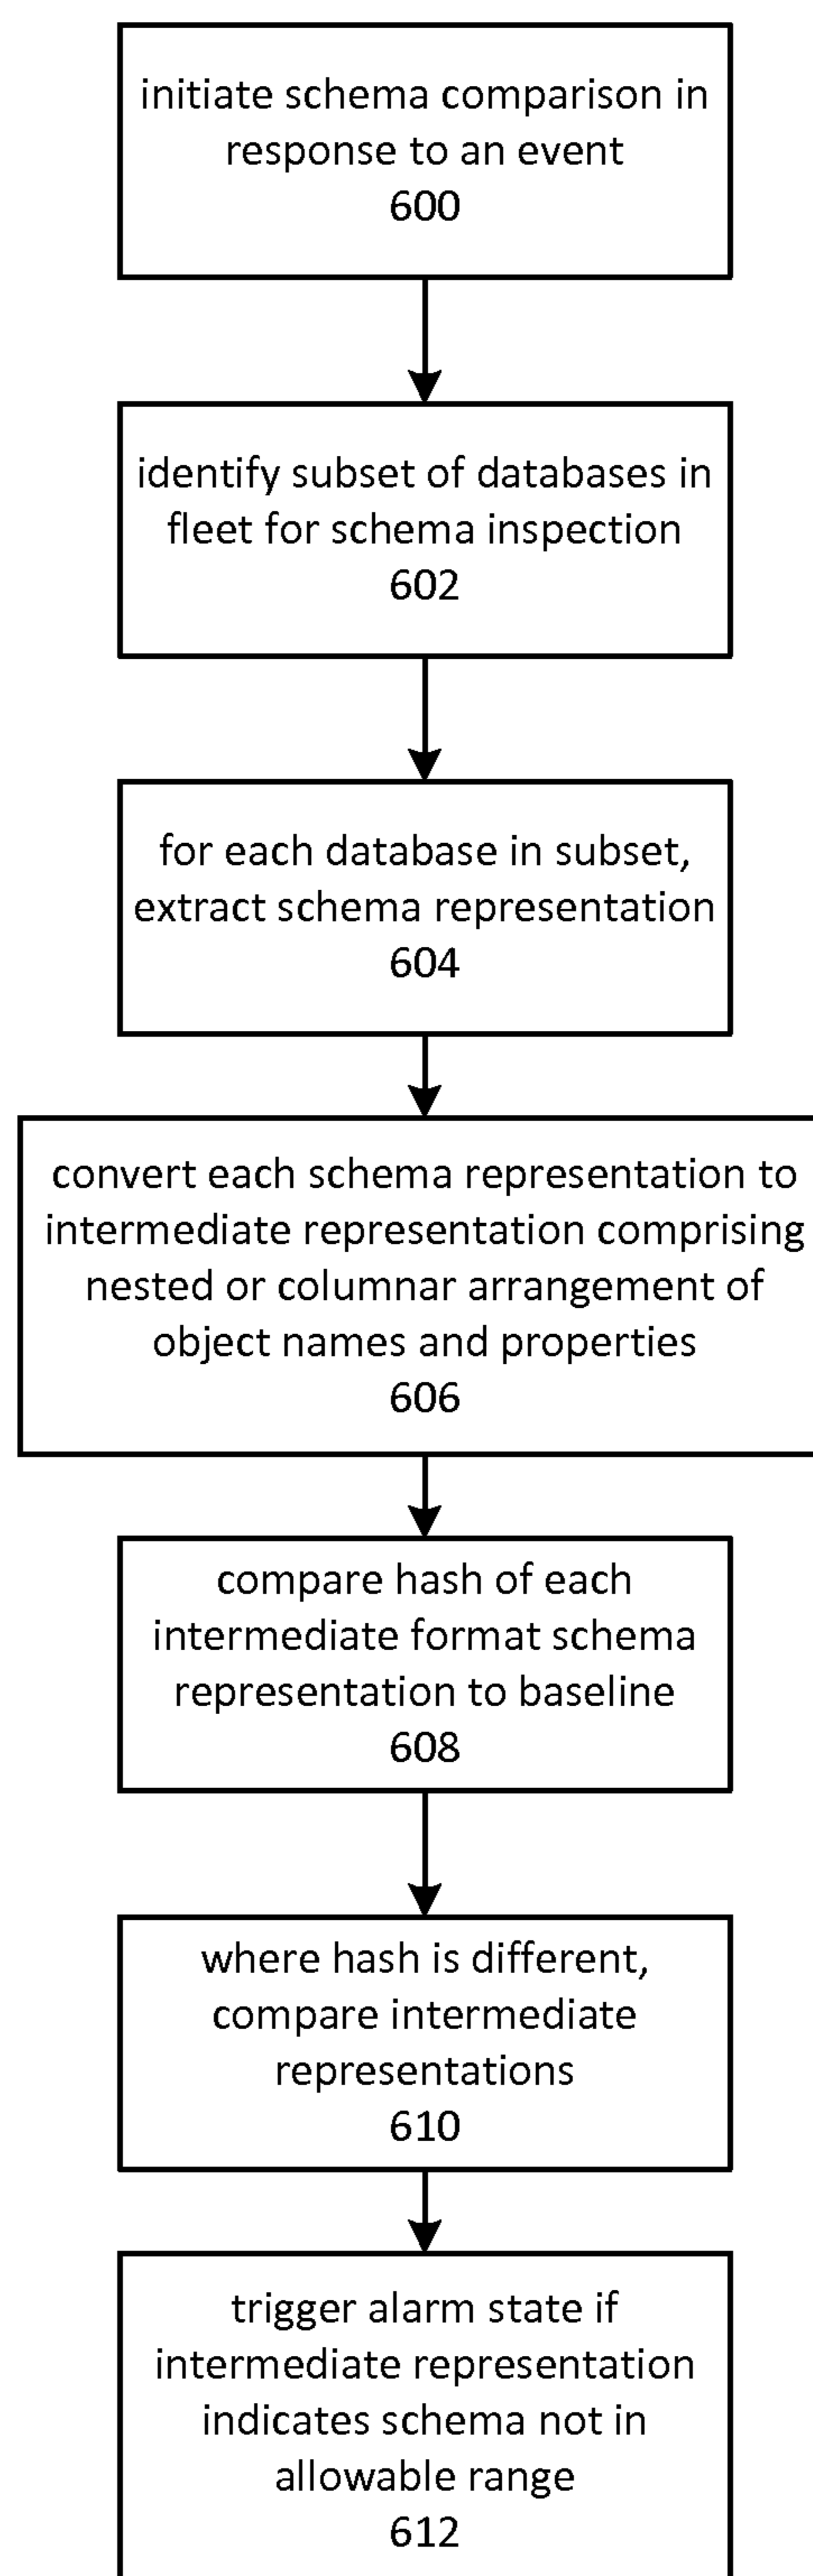 initiate schema comparison in
response to an event
600
identify subset of databases in
fleet for schema inspection
602
for each database in subset,
extract schema representation
604
convert each schema representation to
intermediate representation comprising
nested or columnar arrangement of
object names and properties
606
compare hash of each
intermediate format schema
representation to baseline
608
where hash is different,
compare intermediate
representations
610
trigger alarm state if
intermediate representation
indicates schema not in
allowable range
612